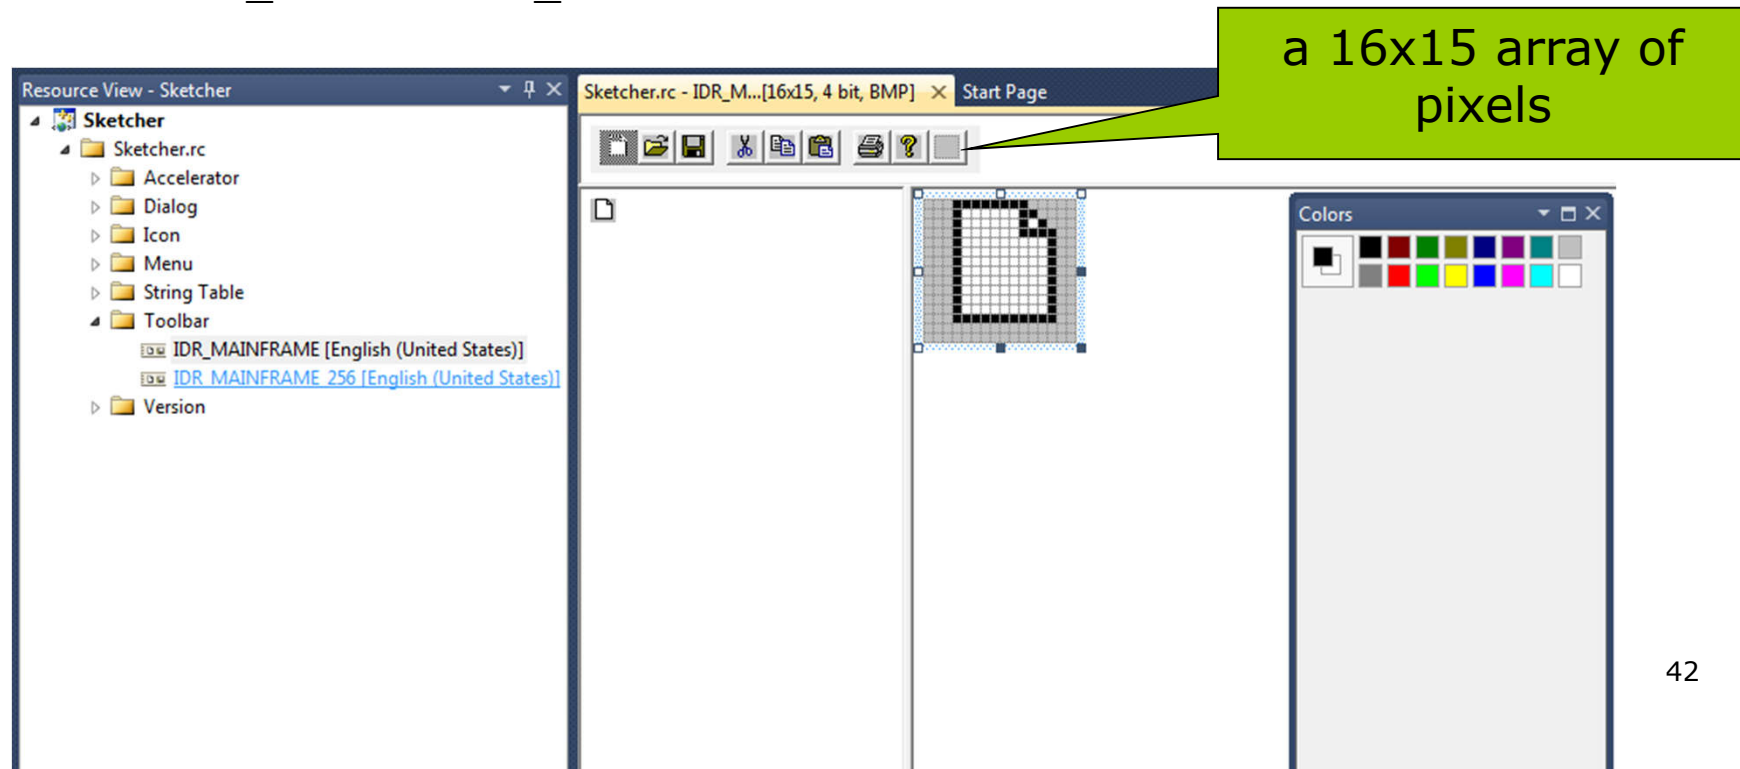 a 16x15 array of
pixels
Resource View - Sketcher
Sketcher
Sketcher.rc
Accelerator
Dialog
Icon
Menu
String Table
Toolbar
IDR_MAINFRAME [English (United States)]
IDR_MAINFRAME_256 [English (United States)]
Version
Sketcher.rc - IDR_M...[16x15, 4 bit, BMP]
Start Page
Colors
42